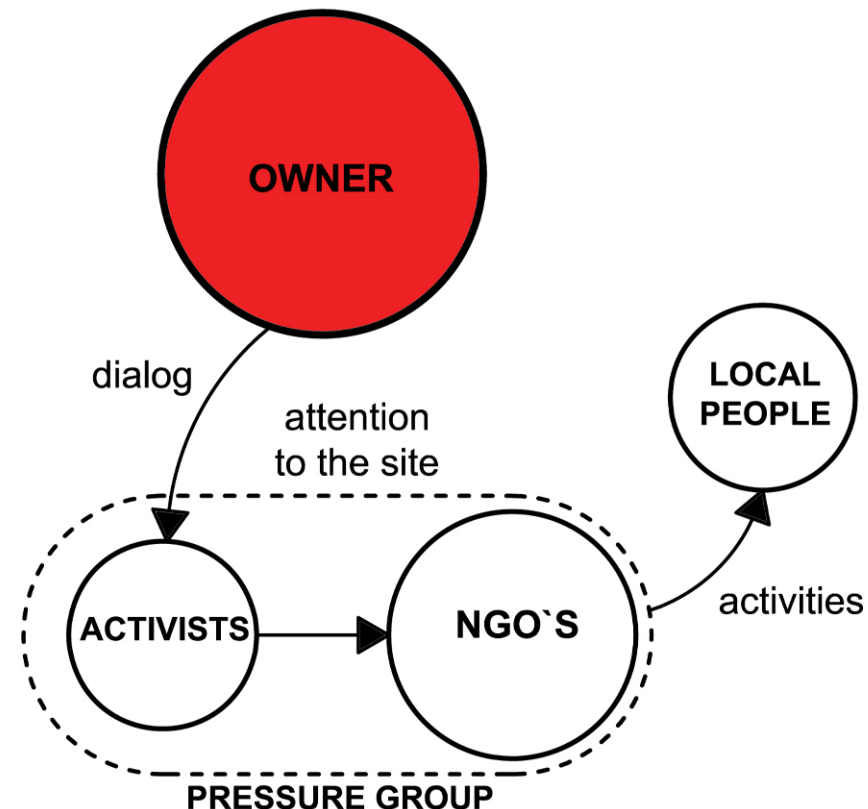 OWNER
dialog
attention
to the site
LOCAL
PEOPLE
ACTIVISTS
NGO`S
activities
PRESSURE GROUP